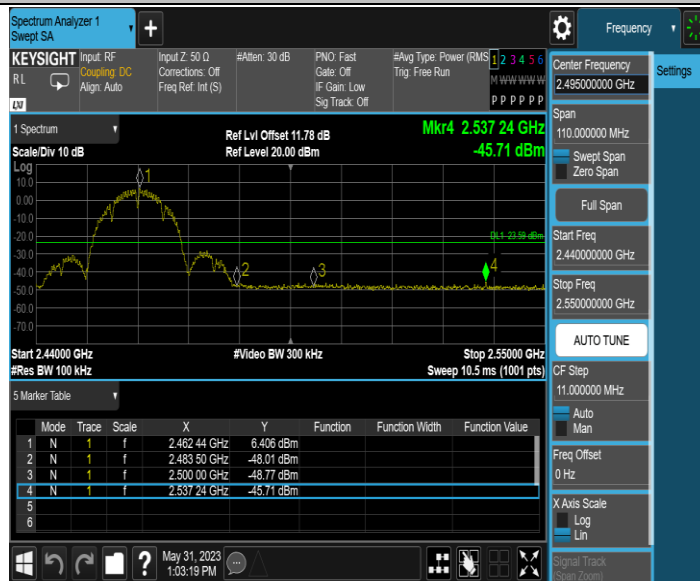 Spectrum Analyzer 1
Swept SA
Frequency
KEYSIGHT
RL
LXI
Input: RF
Coupling: DC
Align: Auto
Input Z: 50 Ω
Corrections: Off
Freq Ref: Int (S)
#Atten: 30 dB
PNO: Fast
Gate: Off
IF Gain: Low
Sig Track: Off
#Avg Type: Power (RMS
Trig: Free Run
1 2 3 4 5 6
M W W W W W
P P P P P P
1 Spectrum
Scale/Div 10 dB
Ref Lvl Offset 11.78 dB
Ref Level 20.00 dBm
Mkr4 2.537 24 GHz
-45.71 dBm
Log
10.0
0.00
-10.0
-20.0
-30.0
-40.0
-50.0
-60.0
-70.0
1
2
3
4
DL1 -23.59 dBm
Start 2.44000 GHz
#Res BW 100 kHz
#Video BW 300 kHz
Stop 2.55000 GHz
Sweep 10.5 ms (1001 pts)
5 Marker Table
Mode Trace Scale X Y Function Function Width Function Value
1 N 1 f 2.462 44 GHz 6.406 dBm
2 N 1 f 2.483 50 GHz -48.01 dBm
3 N 1 f 2.500 00 GHz -48.77 dBm
4 N 1 f 2.537 24 GHz -45.71 dBm
5
6
?
May 31, 2023
1:03:19 PM
Center Frequency
2.495000000 GHz
Settings
Span
110.000000 MHz
Swept Span
Zero Span
Full Span
Start Freq
2.440000000 GHz
Stop Freq
2.550000000 GHz
AUTO TUNE
CF Step
11.000000 MHz
Auto
Man
Freq Offset
0 Hz
X Axis Scale
Log
Lin
Signal Track
(Span Zoom)